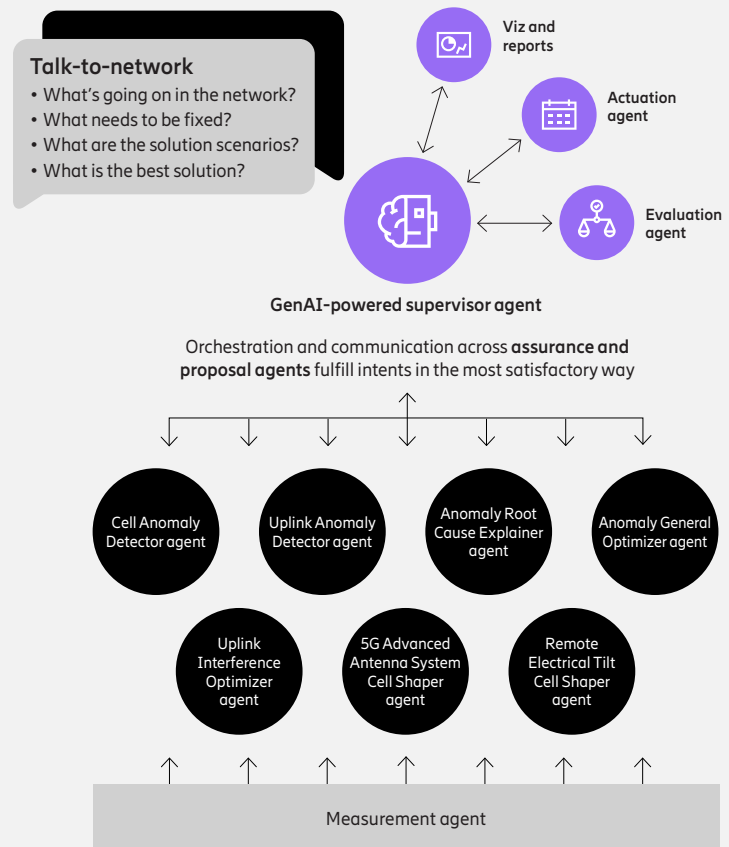 Talk-to-network
• What's going on in the network?
• What needs to be fixed?
• What are the solution scenarios?
• What is the best solution?
Viz and
reports
Actuation
agent
Evaluation
agent
GenAI-powered supervisor agent
Orchestration and communication across assurance and
proposal agents fulfill intents in the most satisfactory way
Cell Anomaly
Detector agent
Uplink Anomaly
Detector agent
Anomaly Root
Cause Explainer
agent
Anomaly General
Optimizer agent
Uplink
Interference
Optimizer
agent
5G Advanced
Antenna System
Cell Shaper
agent
Remote
Electrical Tilt
Cell Shaper
agent
Measurement agent